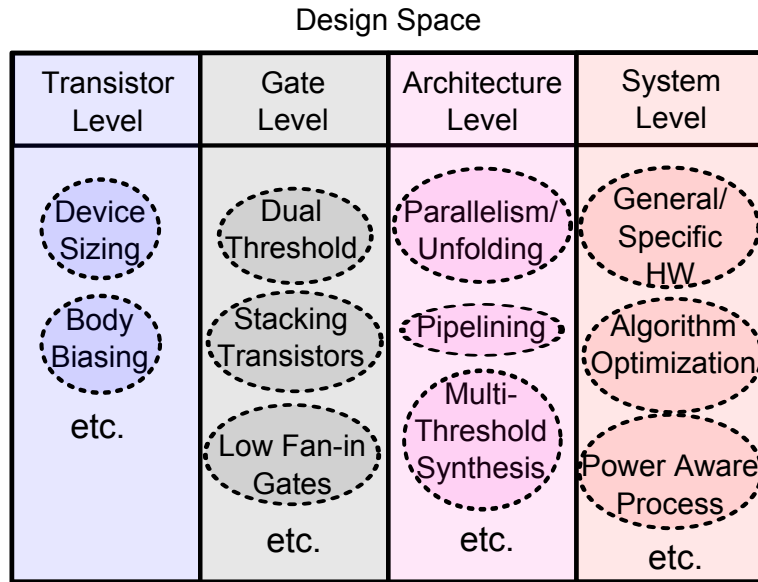 Design Space
Transistor
Level
Gate
Level
Architecture
Level
System
Level
Device
Sizing
Body
Biasing
etc.
Dual
Threshold
Stacking
Transistors
Low Fan-in
Gates
etc.
Parallelism/
Unfolding
Pipelining
Multi-
Threshold
Synthesis
etc.
General/
Specific
HW
Algorithm
Optimization
Power Aware
Process
etc.